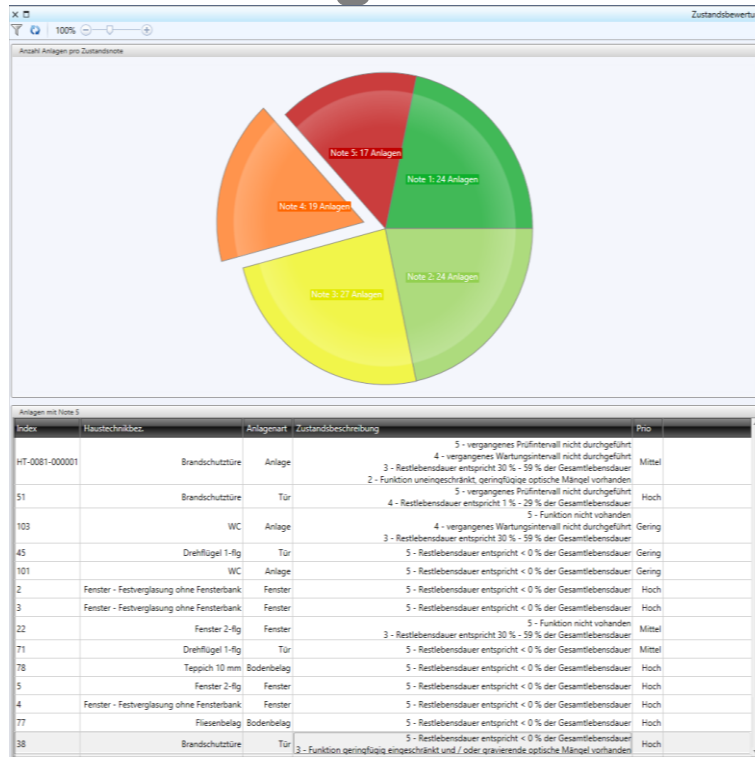 Zustandsbewertu
100%
Anzahl Anlagen pro Zustandsnote
Note 5: 17 Anlagen
Note 1: 24 Anlagen
Note 4: 19 Anlagen
Note 2: 24 Anlagen
Note 3: 27 Anlagen
Anlagen mit Note 5
Index Haustechnikbez. Anlagenart Zustandsbeschreibung Prio
5 - vergangenes Prüfintervall nicht durchgeführt
4 - vergangenes Wartungsintervall nicht durchgeführt
HT-0081-000001 Brandschutztüre Anlage Mittel
3 - Restlebensdauer entspricht 30 % - 59 % der Gesamtlebensdauer
2 - Funktion uneingeschränkt, geringfügige optische Mängel vorhanden
5 - vergangenes Prüfintervall nicht durchgeführt
51 Brandschutztüre Tür Hoch
4 - Restlebensdauer entspricht 1 % - 29 % der Gesamtlebensdauer
5 - Funktion nicht vohanden
103 WC Anlage 4 - vergangenes Wartungsintervall nicht durchgeführt Gering
3 - Restlebensdauer entspricht 30 % - 59 % der Gesamtlebensdauer
45 Drehflügel 1-flg Tür 5 - Restlebensdauer entspricht < 0 % der Gesamtlebensdauer Gering
101 WC Anlage 5 - Restlebensdauer entspricht < 0 % der Gesamtlebensdauer Gering
2 Fenster - Festverglasung ohne Fensterbank Fenster 5 - Restlebensdauer entspricht < 0 % der Gesamtlebensdauer Hoch
3 Fenster - Festverglasung ohne Fensterbank Fenster 5 - Restlebensdauer entspricht < 0 % der Gesamtlebensdauer Hoch
5 - Funktion nicht vohanden
22 Fenster 2-flg Fenster Mittel
3 - Restlebensdauer entspricht 30 % - 59 % der Gesamtlebensdauer
71 Drehflügel 1-flg Tür 5 - Restlebensdauer entspricht < 0 % der Gesamtlebensdauer Mittel
78 Teppich 10 mm Bodenbelag 5 - Restlebensdauer entspricht < 0 % der Gesamtlebensdauer Hoch
5 Fenster 2-flg Fenster 5 - Restlebensdauer entspricht < 0 % der Gesamtlebensdauer Hoch
4 Fenster - Festverglasung ohne Fensterbank Fenster 5 - Restlebensdauer entspricht < 0 % der Gesamtlebensdauer Hoch
77 Fliesenbelag Bodenbelag 5 - Restlebensdauer entspricht < 0 % der Gesamtlebensdauer Hoch
5 - Restlebensdauer entspricht < 0 % der Gesamtlebensdauer
38 Brandschutztüre Tür Hoch
3 - Funktion geringfügig eingeschränkt und / oder gravierende optische Mängel vorhanden